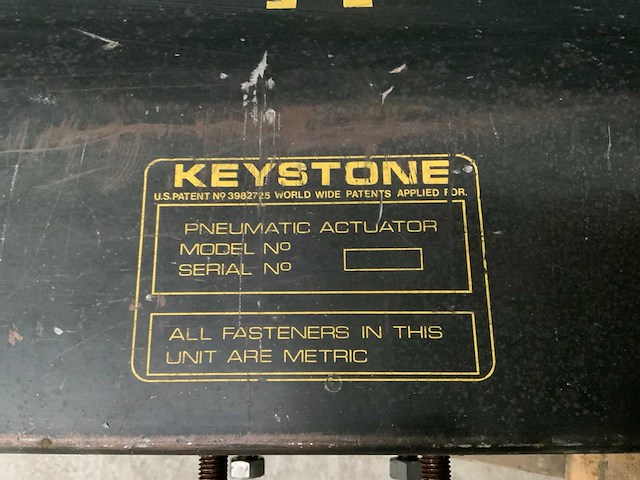 KEYSTONE
U.S. PATENT Nº 3982725 WORLD WIDE PATENTS APPLIED FOR.
PNEUMATIC ACTUATOR
MODEL Nº
SERIAL Nº
ALL FASTENERS IN THIS
UNIT ARE METRIC